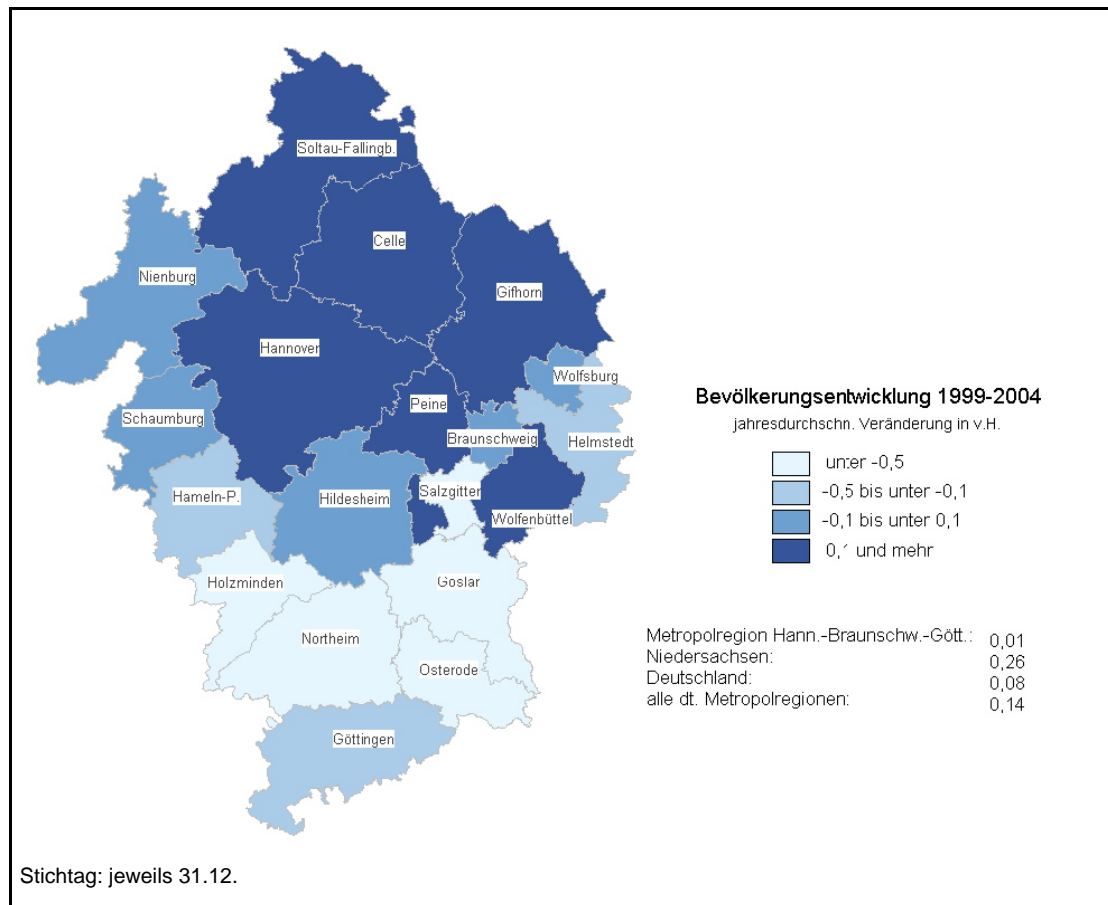 Soltau-Fallingb.
Celle
Nienburg
Gifhorn
Hannover
Wolfsburg
Peine
Schaumburg
Braunschweig
Helmstedt
Hameln-P.
Hildesheim
Salzgitter
Wolfenbüttel
Holzminden
Goslar
Northeim
Osterode
Göttingen
Bevölkerungsentwicklung 1999-2004
jahresdurchschn. Veränderung in v.H.
unter -0,5
-0,5 bis unter -0,1
-0,1 bis unter 0,1
0,1 und mehr
Metropolregion Hann.-Braunschw.-Gött.: 0,01
Niedersachsen: 0,26
Deutschland: 0,08
alle dt. Metropolregionen: 0,14
Stichtag: jeweils 31.12.